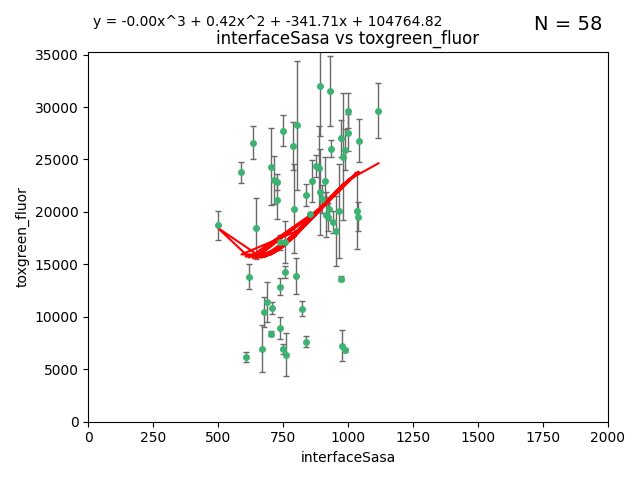 y = -0.00x^3 + 0.42x^2 + -341.71x + 104764.82
N = 58
interfaceSasa vs toxgreen_fluor
35000
30000
25000
20000
15000
10000
5000
0
toxgreen_fluor
0 250 500 750 1000 1250 1500 1750 2000
interfaceSasa